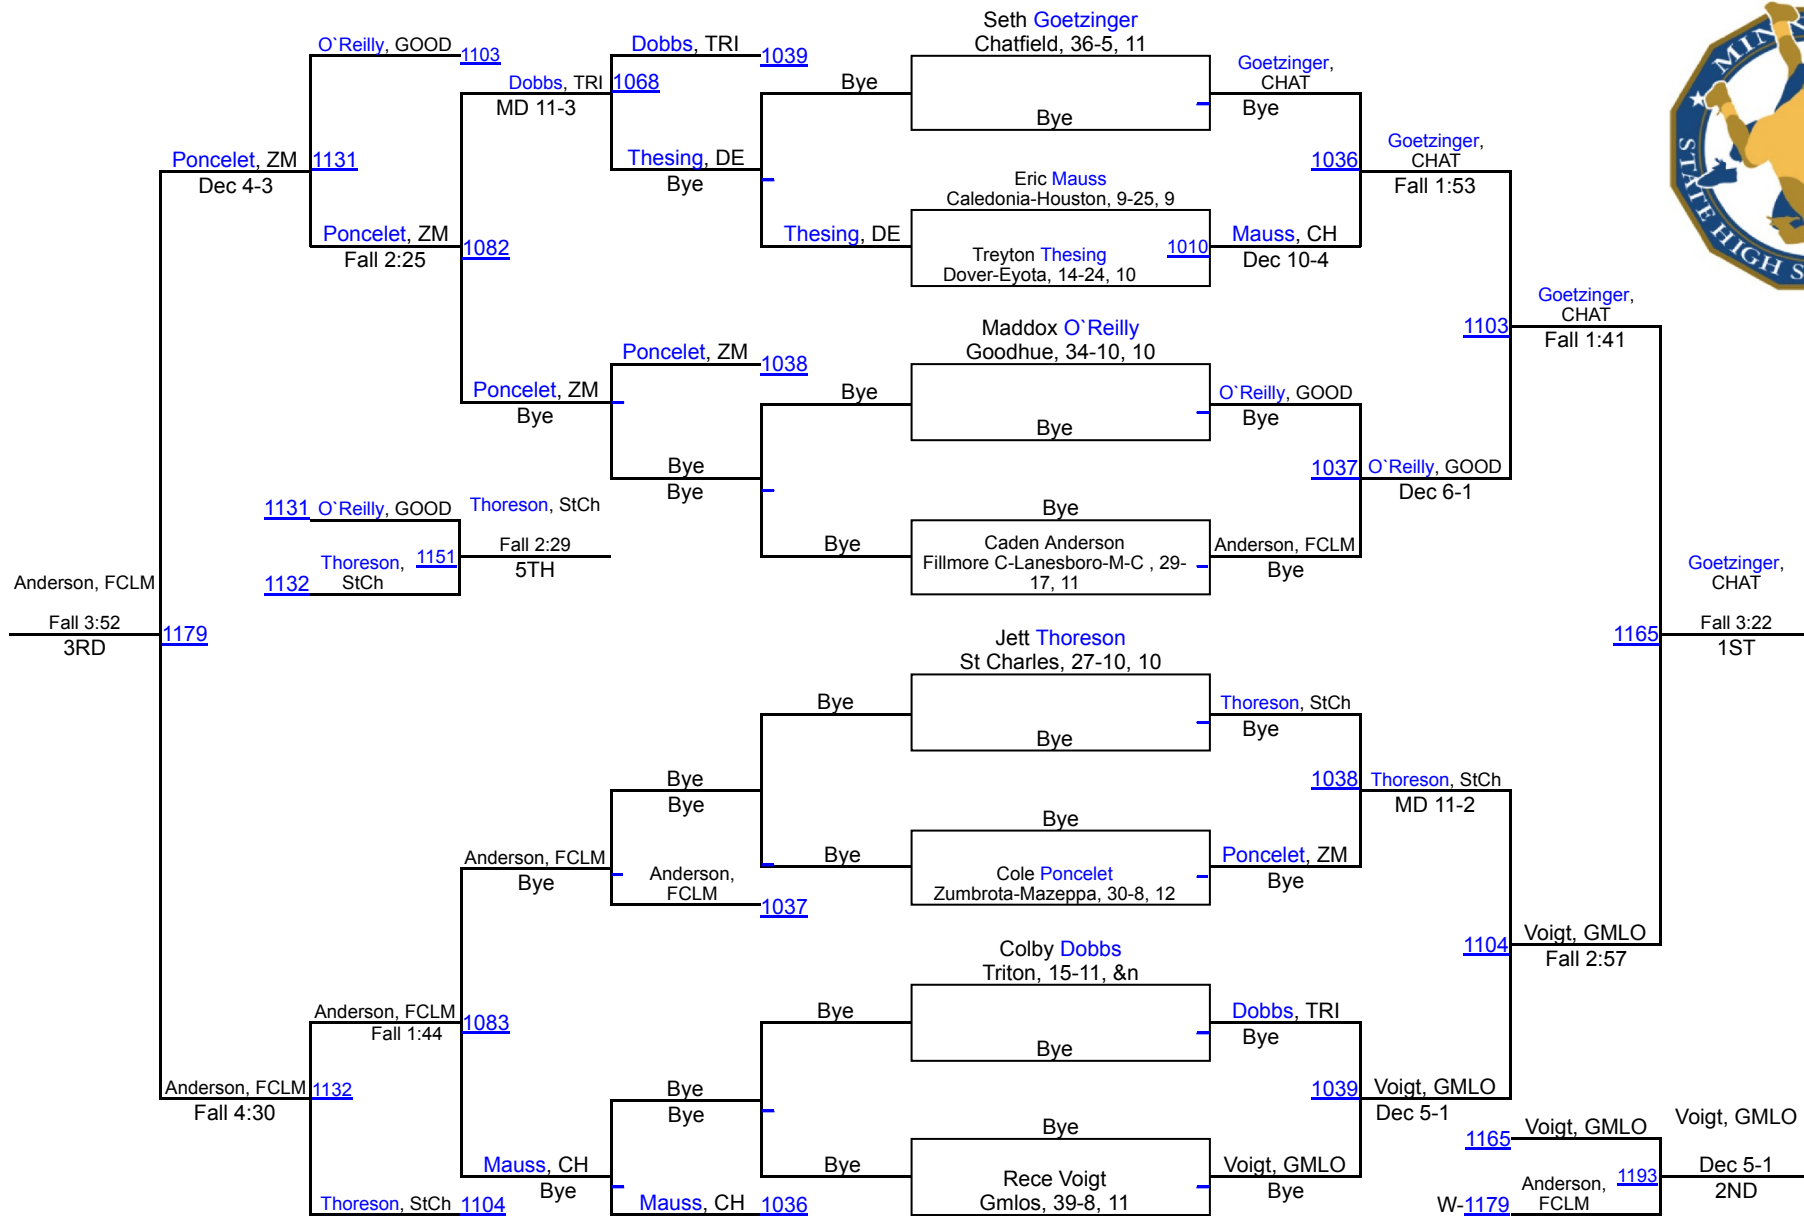 Seth Goetzinger
Chatfield, 36-5, 11
Bye
Eric Mauss
Caledonia-Houston, 9-25, 9
Treyton Thesing
Dover-Eyota, 14-24, 10
1010
Maddox O`Reilly
Goodhue, 34-10, 10
Bye
Bye
Caden Anderson
Fillmore C-Lanesboro-M-C , 29-
17, 11
Jett Thoreson
St Charles, 27-10, 10
Bye
Bye
Cole Poncelet
Zumbrota-Mazeppa, 30-8, 12
Colby Dobbs
Triton, 15-11, &n
Bye
Bye
Rece Voigt
Gmlos, 39-8, 11
Goetzinger,
CHAT
Bye
1036
Mauss, CH
Dec 10-4
O`Reilly, GOOD
Bye
1037
Anderson, FCLM
Bye
Thoreson, StCh
Bye
1038
Poncelet, ZM
Bye
Dobbs, TRI
Bye
1039
Voigt, GMLO
Bye
Goetzinger,
CHAT
Fall 1:53
1103
O`Reilly, GOOD
Dec 6-1
Thoreson, StCh
MD 11-2
1104
Voigt, GMLO
Dec 5-1
Goetzinger,
CHAT
Fall 1:41
1165
Voigt, GMLO
Fall 2:57
Goetzinger,
CHAT
Fall 3:22
1ST
1165
Voigt, GMLO
Anderson,
FCLM
1193
W-1179
Voigt, GMLO
Dec 5-1
2ND
Bye
Thesing, DE
Bye
Bye
Bye
Bye
Bye
Bye
Dobbs, TRI
1039
1068
Thesing, DE
Bye
Poncelet, ZM
1038
Bye
Bye
Bye
Bye
Anderson,
FCLM
1037
Bye
Bye
Mauss, CH
1036
Dobbs, TRI
MD 11-3
1082
Poncelet, ZM
Bye
Anderson, FCLM
Bye
1083
Mauss, CH
Bye
O`Reilly, GOOD
1103
1131
Poncelet, ZM
Fall 2:25
Anderson, FCLM
Fall 1:44
1132
Thoreson, StCh
1104
Poncelet, ZM
Dec 4-3
1179
Anderson, FCLM
Fall 4:30
1131
O`Reilly, GOOD
Thoreson,
StCh
1151
1132
Thoreson, StCh
Fall 2:29
5TH
Anderson, FCLM
Fall 3:52
3RD